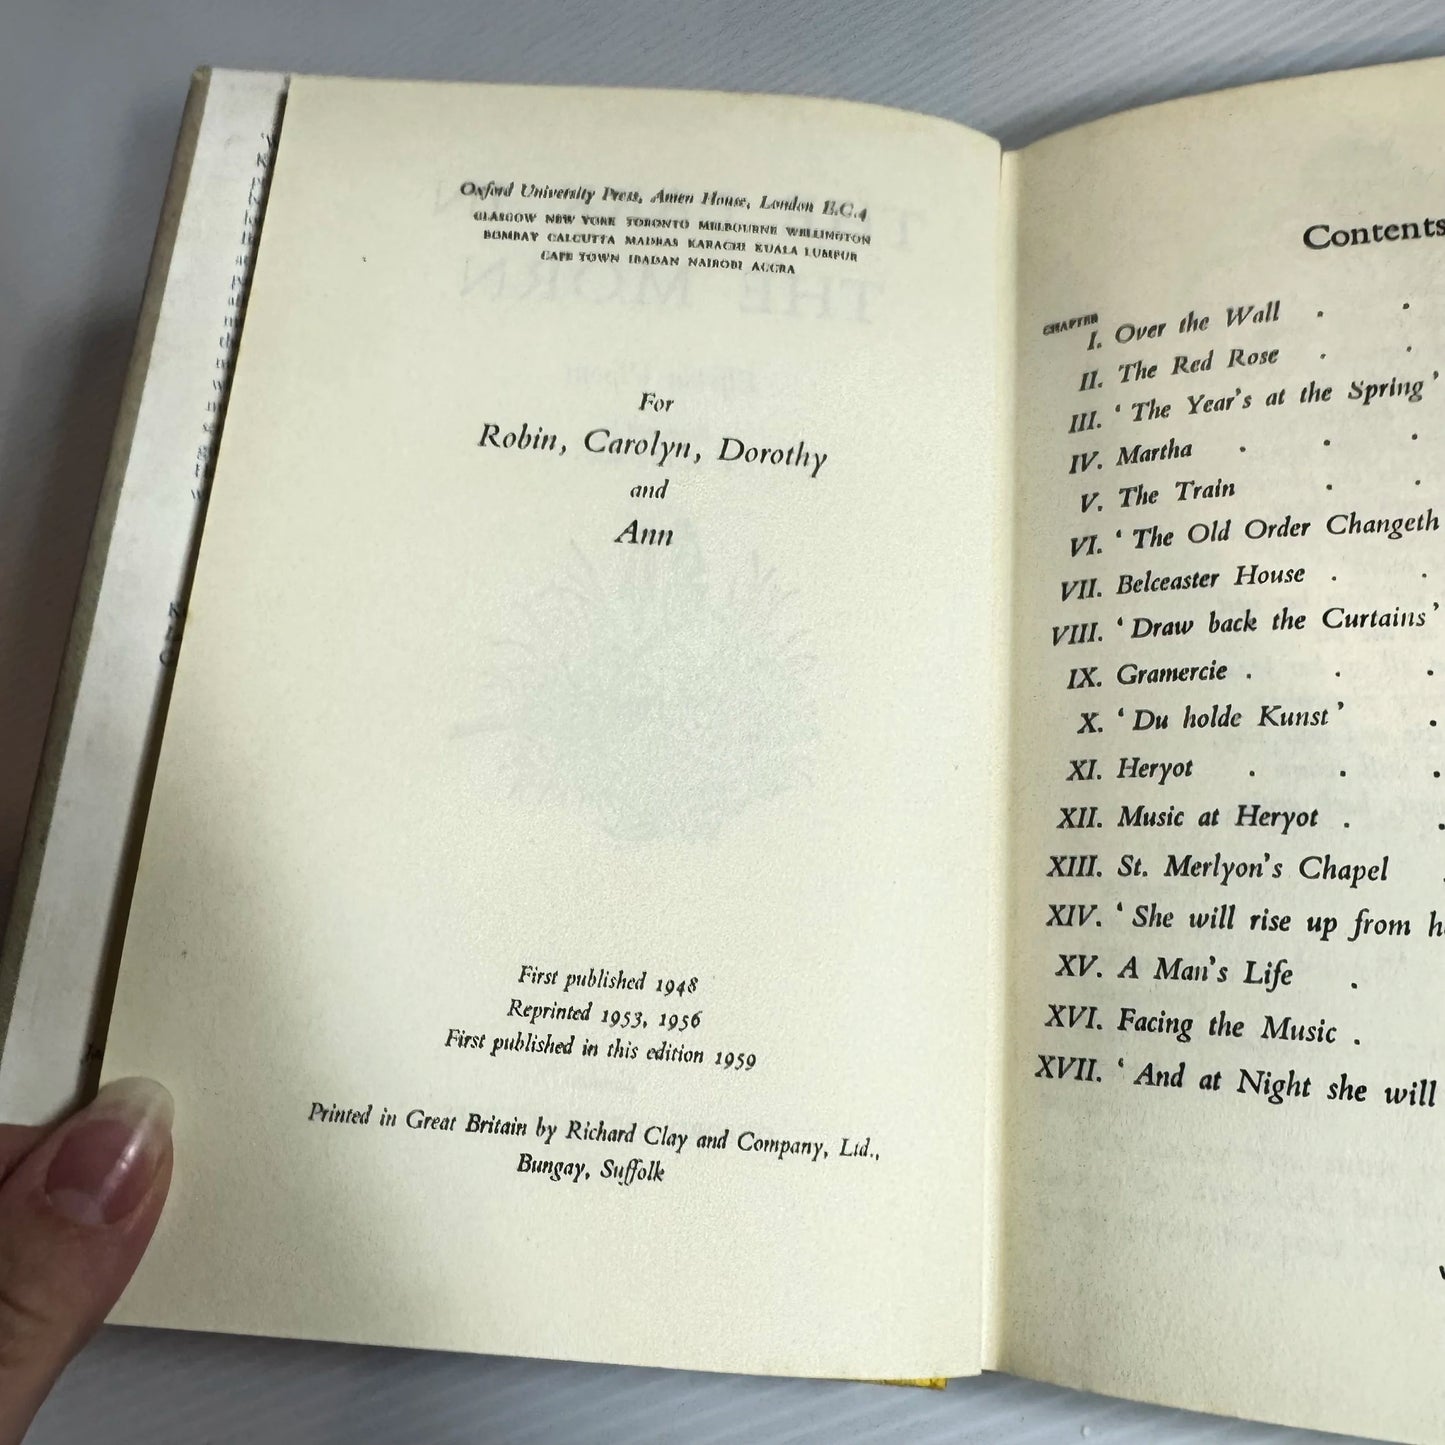 Oxford University Press, Amen House, London E.C.4
GLASGOW NEW YORK TORONTO MELBOURNE WELLINGTON
BOMBAY CALCUTTA MADRAS KARACHI KUALA LUMPUR
CAPE TOWN IBADAN NAIROBI ACCRA
For
Robin, Carolyn, Dorothy
and
Ann
First published 1948
Reprinted 1953, 1956
First published in this edition 1959
Printed in Great Britain by Richard Clay and Company, Ltd.,
Bungay, Suffolk
Contents
CHAPTER
I. Over the Wall . .
II. The Red Rose . .
III. ‘ The Year’s at the Spring’
IV. Martha . . .
V. The Train . .
VI. ‘ The Old Order Changeth
VII. Belceaster House . .
VIII. ‘ Draw back the Curtains’
IX. Gramercie . . .
X. ‘ Du holde Kunst’ .
XI. Heryot . . .
XII. Music at Heryot . .
XIII. St. Merlyon’s Chapel .
XIV. ‘ She will rise up from
XV. A Man’s Life .
XVI. Facing the Music .
XVII. ‘ And at Night she will